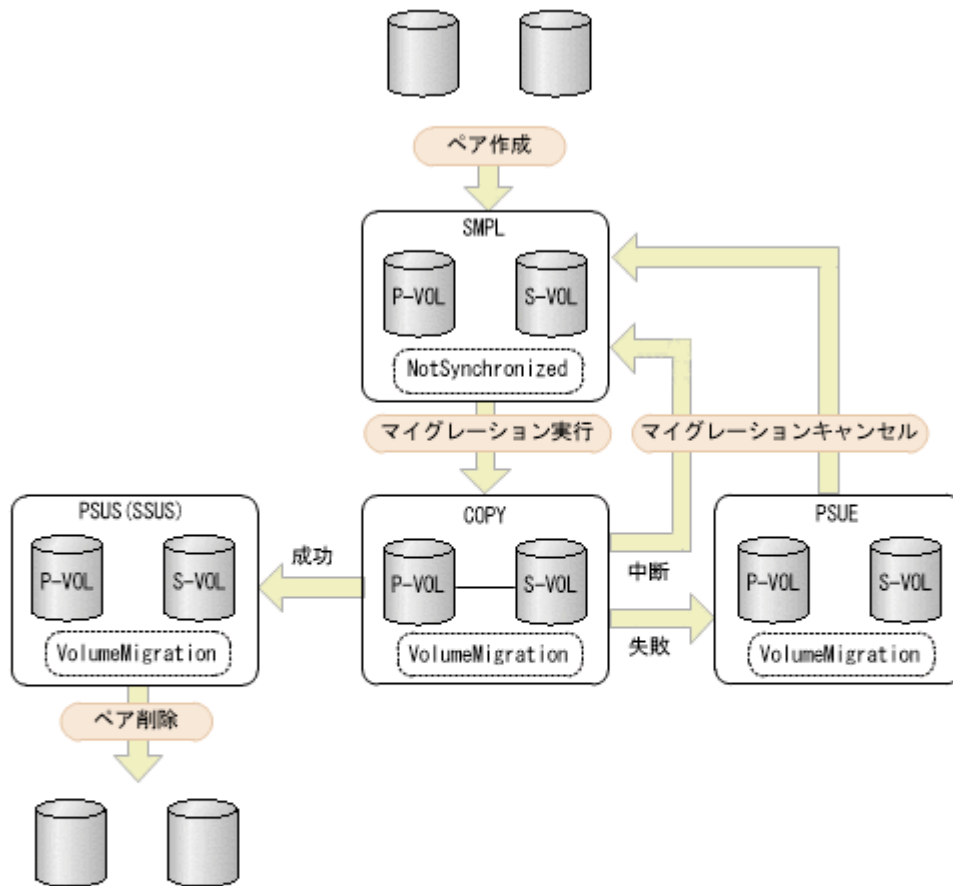 ペア作成
SMPL
P-VOL
S-VOL
NotSynchronized
マイグレーション実行
マイグレーションキャンセル
PSUS(SSUS)
P-VOL
S-VOL
VolumeMigration
成功
COPY
P-VOL
S-VOL
VolumeMigration
中断
失敗
PSUE
P-VOL
S-VOL
VolumeMigration
ペア削除